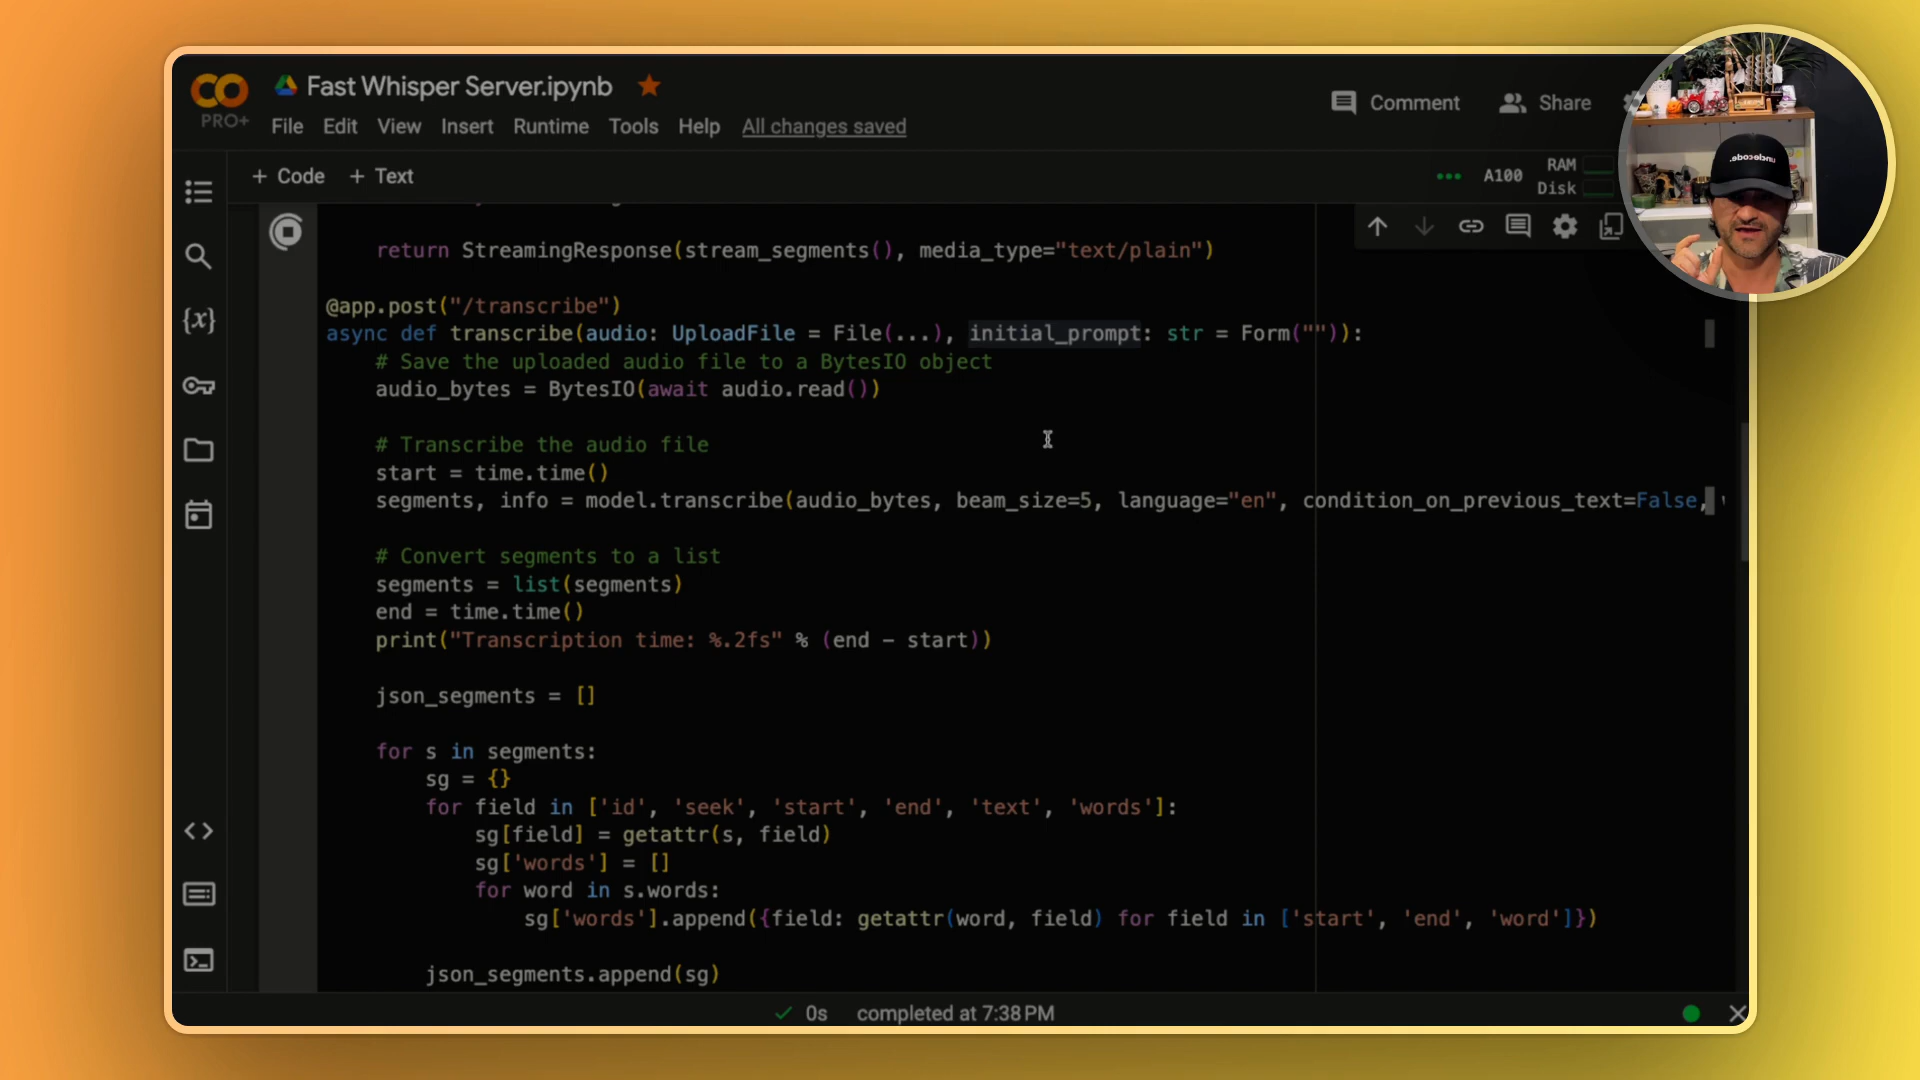 Fast Whisper Server.ipynb
PRO+
File Edit View Insert Runtime Tools Help All changes saved
Comment Share
+ Code + Text
A100 RAM
Disk
return StreamingResponse(stream_segments(), media_type="text/plain")
@app.post("/transcribe")
async def transcribe(audio: UploadFile = File(...), initial_prompt: str = Form("")):
# Save the uploaded audio file to a BytesIO object
audio_bytes = BytesIO(await audio.read())
# Transcribe the audio file
start = time.time()
segments, info = model.transcribe(audio_bytes, beam_size=5, language="en", condition_on_previous_text=False,
# Convert segments to a list
segments = list(segments)
end = time.time()
print("Transcription time: %.2fs" % (end - start))
json_segments = []
for s in segments:
sg = {}
for field in ['id', 'seek', 'start', 'end', 'text', 'words']:
sg[field] = getattr(s, field)
sg['words'] = []
for word in s.words:
sg['words'].append({field: getattr(word, field) for field in ['start', 'end', 'word']})
json_segments.append(sg)
0s completed at 7:38 PM
undecode.